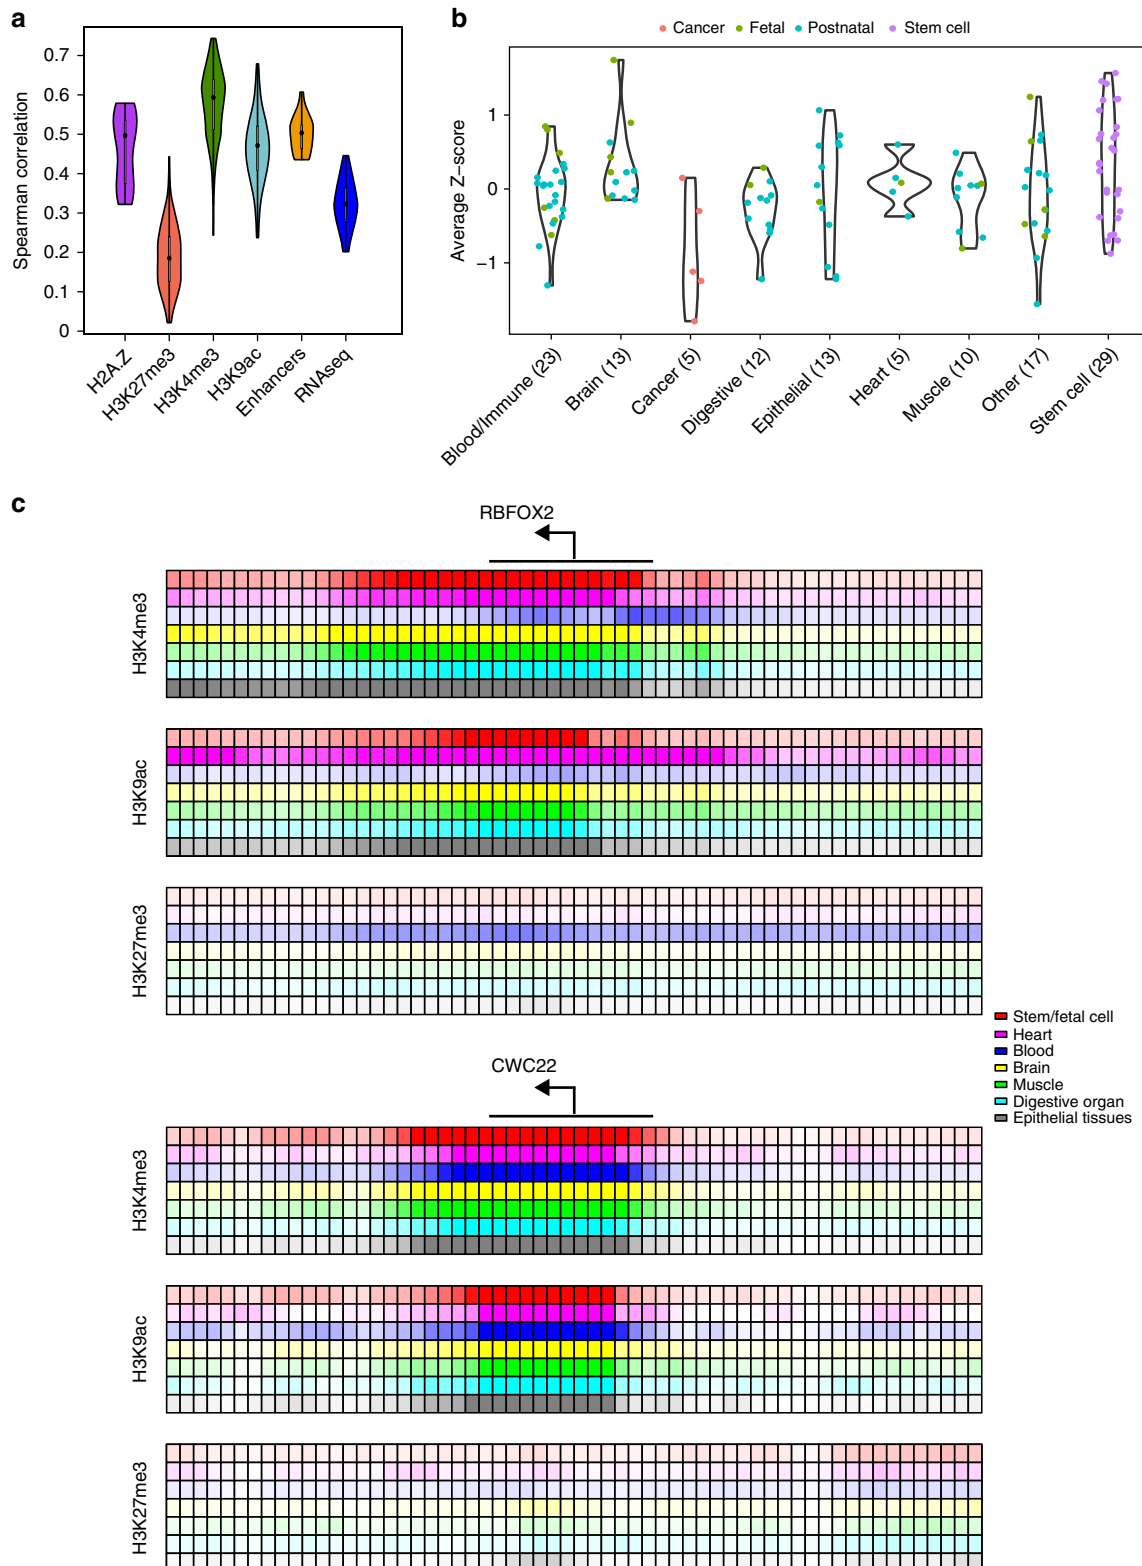 a
Spearman correlation
0.7
0.6
0.5
0.4
0.3
0.2
0.1
0
H2A.Z
H3K27me3
H3K4me3
H3K9ac
Enhancers
RNAseq
b
Cancer
Fetal
Postnatal
Stem cell
Average Z-score
1
0
−1
Blood/Immune (23)
Brain (13)
Cancer (5)
Digestive (12)
Epithelial (13)
Heart (5)
Muscle (10)
Other (17)
Stem cell (29)
c
RBFOX2
H3K4me3
H3K9ac
H3K27me3
Stem/fetal cell
Heart
Blood
Brain
Muscle
Digestive organ
Epithelial tissues
CWC22
H3K4me3
H3K9ac
H3K27me3